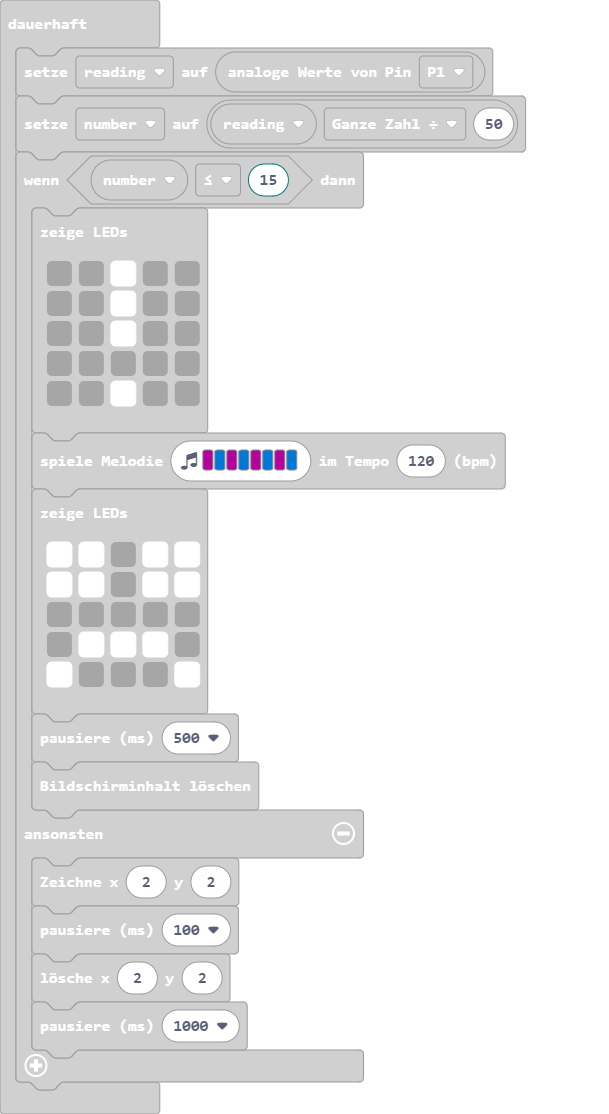 dauerhaft
setze reading auf analoge Werte von Pin P1
setze number auf reading Ganze Zahl ÷ 50
wenn number ≤ 15 dann
zeige LEDs
spiele Melodie im Tempo 120 (bpm)
zeige LEDs
pausiere (ms) 500
Bildschirminhalt löschen
ansonsten
Zeichne x 2 y 2
pausiere (ms) 100
lösche x 2 y 2
pausiere (ms) 1000